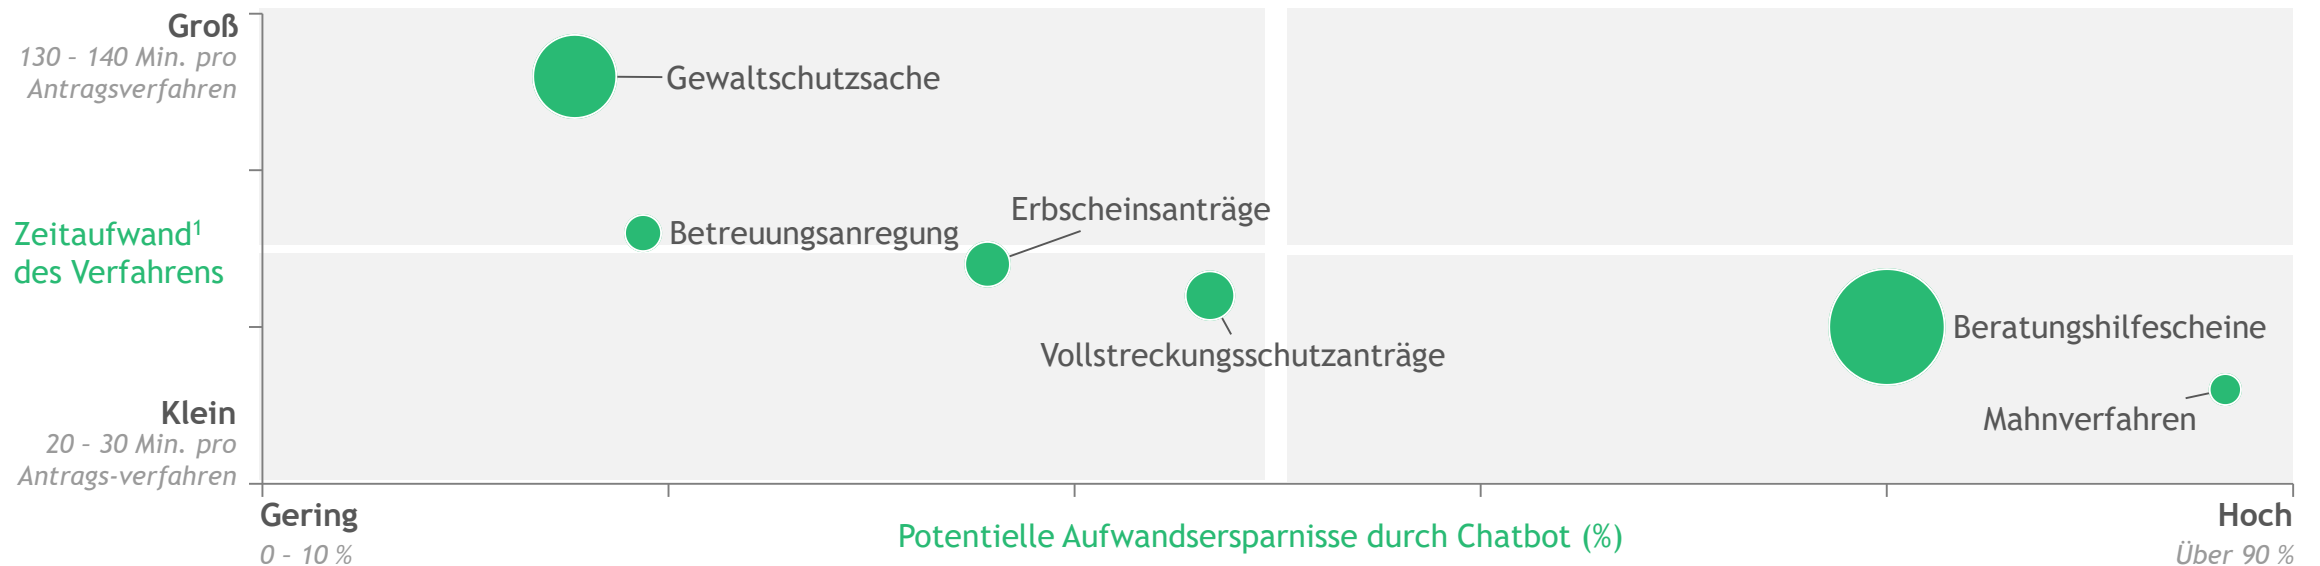 Groß
130 – 140 Min. pro
Antragsverfahren
Gewaltschutzsache
Erbscheinsanträge
Zeitaufwand¹
des Verfahrens
Betreuungsanregung
Vollstreckungsschutzanträge
Beratungshilfescheine
Mahnverfahren
Klein
20 – 30 Min. pro
Antrags-verfahren
Gering
0 – 10 %
Potentielle Aufwandsersparnisse durch Chatbot (%)
Hoch
Über 90 %